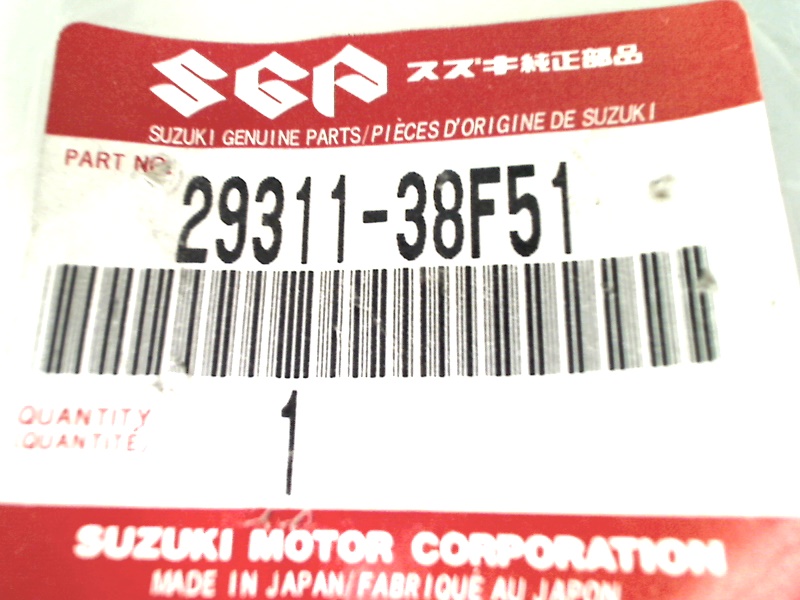 SGP スズキ純正部品
SUZUKI GENUINE PARTS/PIÈCES D'ORIGINE DE SUZUKI
PART NO.
29311-38F51
QUANTITY 1
(QUANTITÉ)
SUZUKI MOTOR CORPORATION
MADE IN JAPAN/FABRIQUÉ AU JAPON